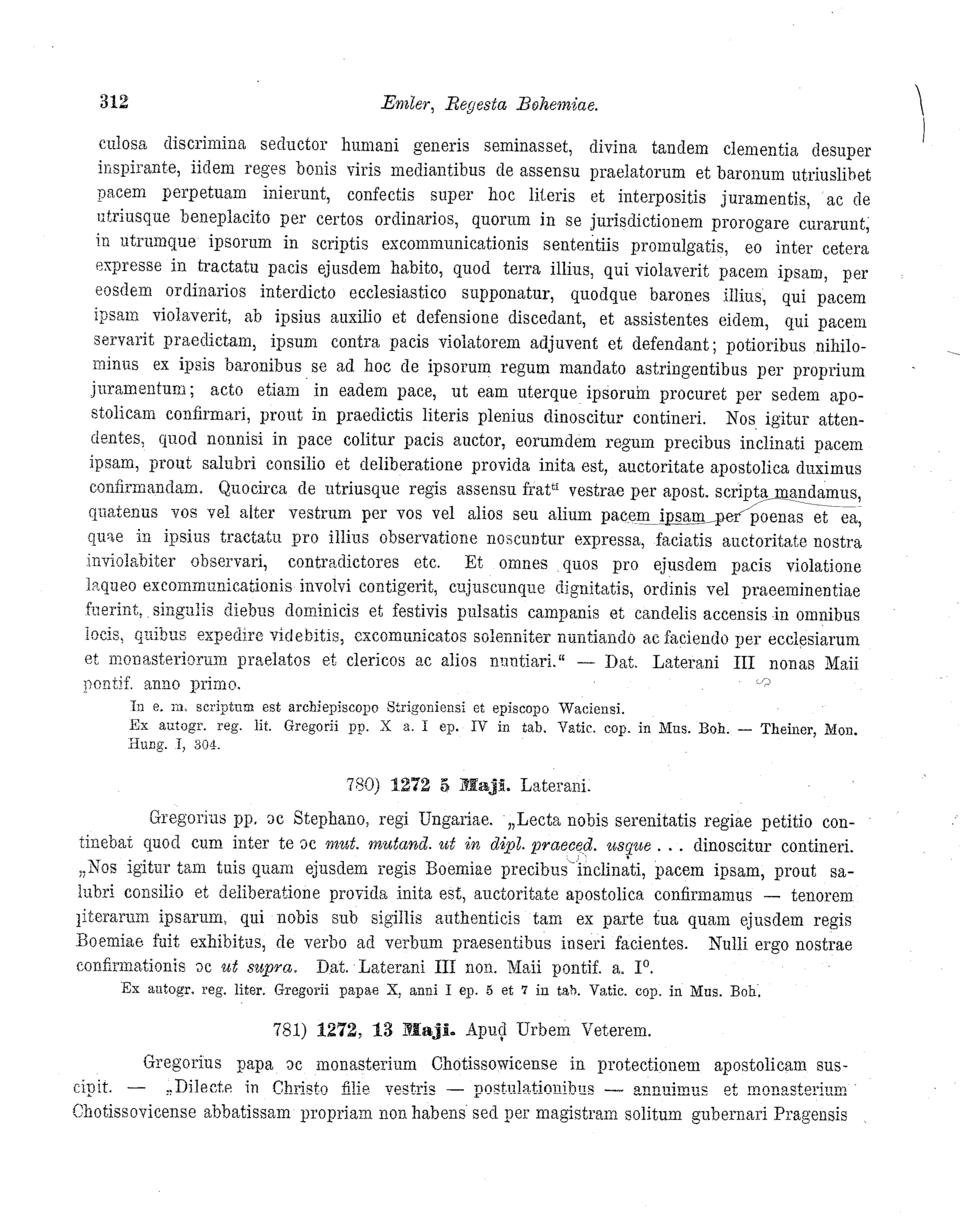 312 Emler, Regesta Bohemiae.
culosa discrimina seductor humani generis seminasset, divina tandem clementia desuper
inspirante, iidem reges bonis viris mediantibus de assensu praelatorum et baronum utriuslibet
pacem perpetuam inierunt, confectis super hoc literis et interpositis juramentis, ac de
utriusque beneplacito per certos ordinarios, quorum in se jurisdictionem prorogare curarunt,
in utrumque ipsorum in scriptis excommunicationis sententiis promulgatis, eo inter cetera
expresse in tractatu pacis ejusdem habito, quod terra illius, qui violaverit pacem ipsam, per
eosdem ordinarios interdicto ecclesiastico supponatur, quodque barones illius, qui pacem
ipsam violaverit, ab ipsius auxilio et defensione discedant, et assistentes eidem, qui pacem
servarit praedictam, ipsum contra pacis violatorem adjuvent et defendant; potioribus nihilo-
minus ex ipsis baronibus se ad hoc de ipsorum regum mandato astringentibus per proprium
juramentum; acto etiam in eadem pace, ut eam uterque ipsorum procuret per sedem apo-
stolicam confirmari, prout in praedictis literis plenius dinoscitur contineri. Nos igitur atten-
dentes, quod nonnisi in pace colitur pacis auctor, eorumdem regum precibus inclinati pacem
ipsam, prout salubri consilio et deliberatione provida inita est, auctoritate apostolica duximus
confirmandam. Quocirca de utriusque regis assensu frat<sup>ti</sup> vestrae per apost. scripta mandamus,
quatenus vos vel alter vestrum per vos vel alios seu alium pacem ipsam per poenas et ea,
quae in ipsius tractatu pro illius observatione noscuntur expressa, faciatis auctoritate nostra
inviolabiter observari, contradictores etc. Et omnes quos pro ejusdem pacis violatione
laqueo excommunicationis involvi contigerit, cujuscunque dignitatis, ordinis vel praeeminentiae
fuerint, singulis diebus dominicis et festivis pulsatis campanis et candelis accensis in omnibus
locis, quibus expedire videbitis, excomunicatos solenniter nuntiando ac faciendo per ecclesiarum
et monasteriorum praelatos et clericos ac alios nuntiari.“ — Dat. Laterani III nonas Maii
pontif. anno primo.
In e. m. scriptum est archiepiscopo Strigoniensi et episcopo Waciensi.
Ex autogr. reg. lit. Gregorii pp. X a. I ep. IV in tab. Vatic. cop. in Mus. Boh. — Theiner, Mon.
Hung. I, 304.
780) 1272 5 Maji. Laterani.
Gregorius pp. ɔc Stephano, regi Ungariae. „Lecta nobis serenitatis regiae petitio con-
tinebat quod cum inter te ɔc mut. mutand. ut in dipl. praeced. usque . . . dinoscitur contineri.
„Nos igitur tam tuis quam ejusdem regis Boemiae precibus inclinati, pacem ipsam, prout sa-
lubri consilio et deliberatione provida inita est, auctoritate apostolica confirmamus — tenorem
literarum ipsarum, qui nobis sub sigillis authenticis tam ex parte tua quam ejusdem regis
Boemiae fuit exhibitus, de verbo ad verbum praesentibus inseri facientes. Nulli ergo nostrae
confirmationis ɔc ut supra. Dat. Laterani III non. Maii pontif. a. I⁰.
Ex autogr. reg. liter. Gregorii papae X, anni I ep. 5 et 7 in tab. Vatic. cop. in Mus. Boh.
781) 1272, 13 Maji. Apud Urbem Veterem.
Gregorius papa ɔc monasterium Chotissowicense in protectionem apostolicam sus-
cipit. — „Dilecte in Christo filie vestris — postulationibus — annuimus et monasterium
Chotissovicense abbatissam propriam non habens sed per magistram solitum gubernari Pragensis